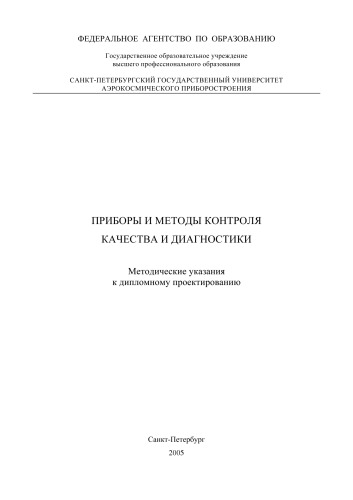 ФЕДЕРАЛЬНОЕ АГЕНТСТВО ПО ОБРАЗОВАНИЮ
Государственное образовательное учреждение
высшего профессионального образования
САНКТ-ПЕТЕРБУРГСКИЙ ГОСУДАРСТВЕННЫЙ УНИВЕРСИТЕТ
АЭРОКОСМИЧЕСКОГО ПРИБОРОСТРОЕНИЯ
ПРИБОРЫ И МЕТОДЫ КОНТРОЛЯ
КАЧЕСТВА И ДИАГНОСТИКИ
Методические указания
к дипломному проектированию
Санкт-Петербург
2005